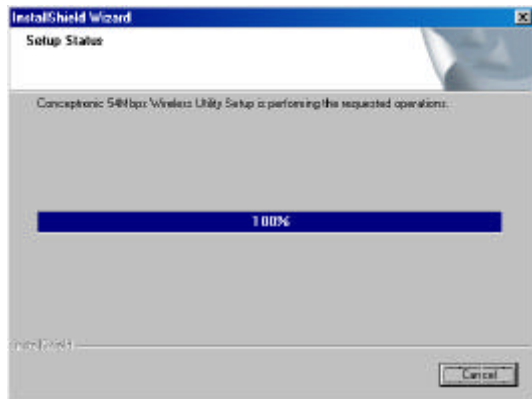 InstallShield Wizard
Setup Status
Conceptronic 54Mbps Wireless Utility Setup is performing the requested operations.
100%
InstallShield
Cancel